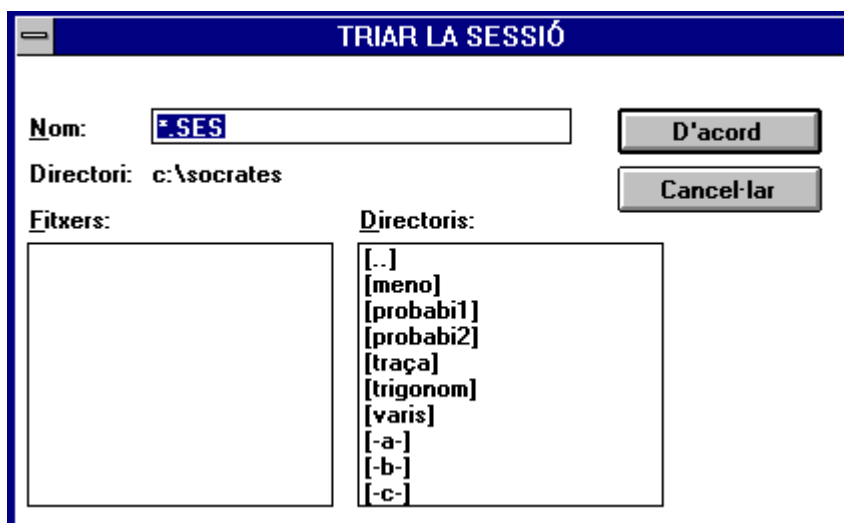 TRIAR LA SESSIÓ
Nom: *.SES
D'acord
Directori: c:\socrates
Cancel·lar
Fitxers:
Directoris:
[..]
[meno]
[probabi1]
[probabi2]
[traça]
[trigonom]
[varis]
[-a-]
[-b-]
[-c-]